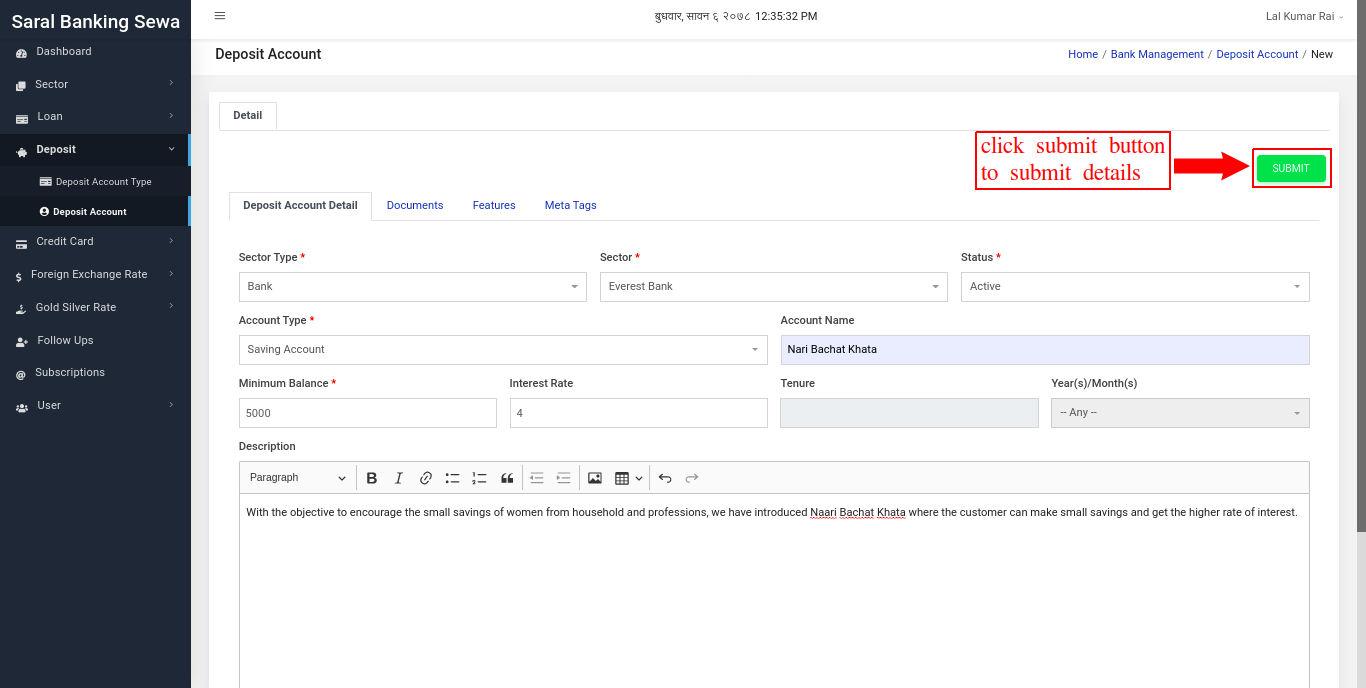 Saral Banking Sewa
बुधवार, सावन ६ २०७८ 12:35:32 PM
Lal Kumar Rai
Dashboard
Sector
Loan
Deposit
Deposit Account Type
Deposit Account
Credit Card
Foreign Exchange Rate
Gold Silver Rate
Follow Ups
Subscriptions
User
Deposit Account
Home / Bank Management / Deposit Account / New
Detail
click submit button
to submit details
SUBMIT
Deposit Account Detail Documents Features Meta Tags
Sector Type * Sector * Status *
Bank Everest Bank Active
Account Type * Account Name
Saving Account Nari Bachat Khata
Minimum Balance * Interest Rate Tenure Year(s)/Month(s)
5000 4 -- Any --
Description
Paragraph
With the objective to encourage the small savings of women from household and professions, we have introduced Naari Bachat Khata where the customer can make small savings and get the higher rate of interest.